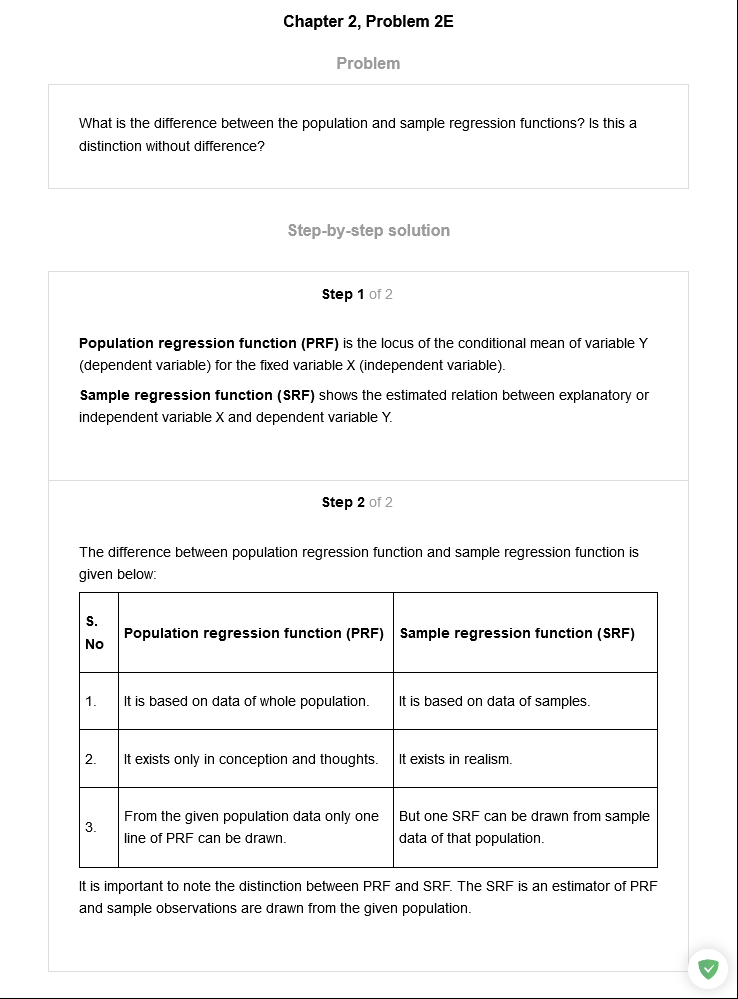 Chapter 2, Problem 2E
Problem
What is the difference between the population and sample regression functions? Is this a
distinction without difference?
Step-by-step solution
Step 1 of 2
Population regression function (PRF) is the locus of the conditional mean of variable Y
(dependent variable) for the fixed variable X (independent variable).
Sample regression function (SRF) shows the estimated relation between explanatory or
independent variable X and dependent variable Y.
Step 2 of 2
The difference between population regression function and sample regression function is
given below:
S.
No
Population regression function (PRF)
Sample regression function (SRF)
1.
It is based on data of whole population.
It is based on data of samples.
2.
It exists only in conception and thoughts.
It exists in realism.
3.
From the given population data only one
line of PRF can be drawn.
But one SRF can be drawn from sample
data of that population.
It is important to note the distinction between PRF and SRF. The SRF is an estimator of PRF
and sample observations are drawn from the given population.